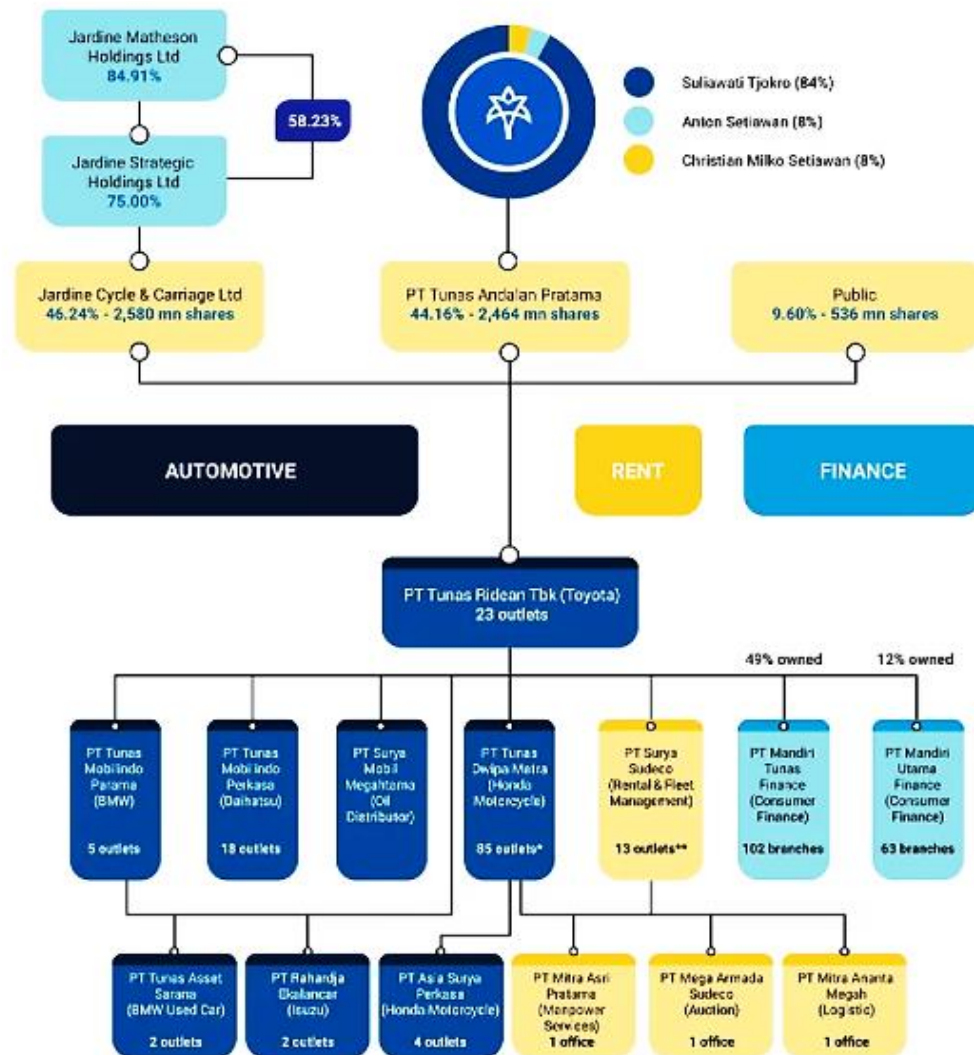 Jardine Matheson
Holdings Ltd
84.91%
58.23%
Jardine Strategic
Holdings Ltd
75.00%
Suliawati Tjokro (84%)
Anton Setiawan (8%)
Christian Milko Setiawan (8%)
Jardine Cycle & Carriage Ltd
46.24% - 2,580 mn shares
PT Tunas Andalan Pratama
44.16% - 2,464 mn shares
Public
9.60% - 536 mn shares
AUTOMOTIVE
RENT
FINANCE
PT Tunas Ridean Tbk (Toyota)
23 outlets
49% owned
12% owned
PT Tunas
Mobilindo
Parama
(BMW)
5 outlets
PT Tunas
Mobilindo
Perkasa
(Daihatsu)
18 outlets
PT Surya
Mobil
Megahtama
(Oil
Distributor)
PT Tunas
Dwipa Matra
(Honda
Motorcycle)
85 outlets*
PT Surya
Sudeco
(Rental & Fleet
Management)
13 outlets**
PT Mandiri
Tunas
Finance
(Consumer
Finance)
102 branches
PT Mandiri
Utama
Finance
(Consumer
Finance)
63 branches
PT Tunas Asset
Sarana
(BMW Used Car)
2 outlets
PT Rahardja
Ekalancar
(Isuzu)
2 outlets
PT Asia Surya
Perkasa
(Honda Motorcycle)
4 outlets
PT Mitra Asri
Pratama
(Manpower
Services)
1 office
PT Mega Armada
Sudeco
(Auction)
1 office
PT Mitra Ananta
Megah
(Logistic)
1 office